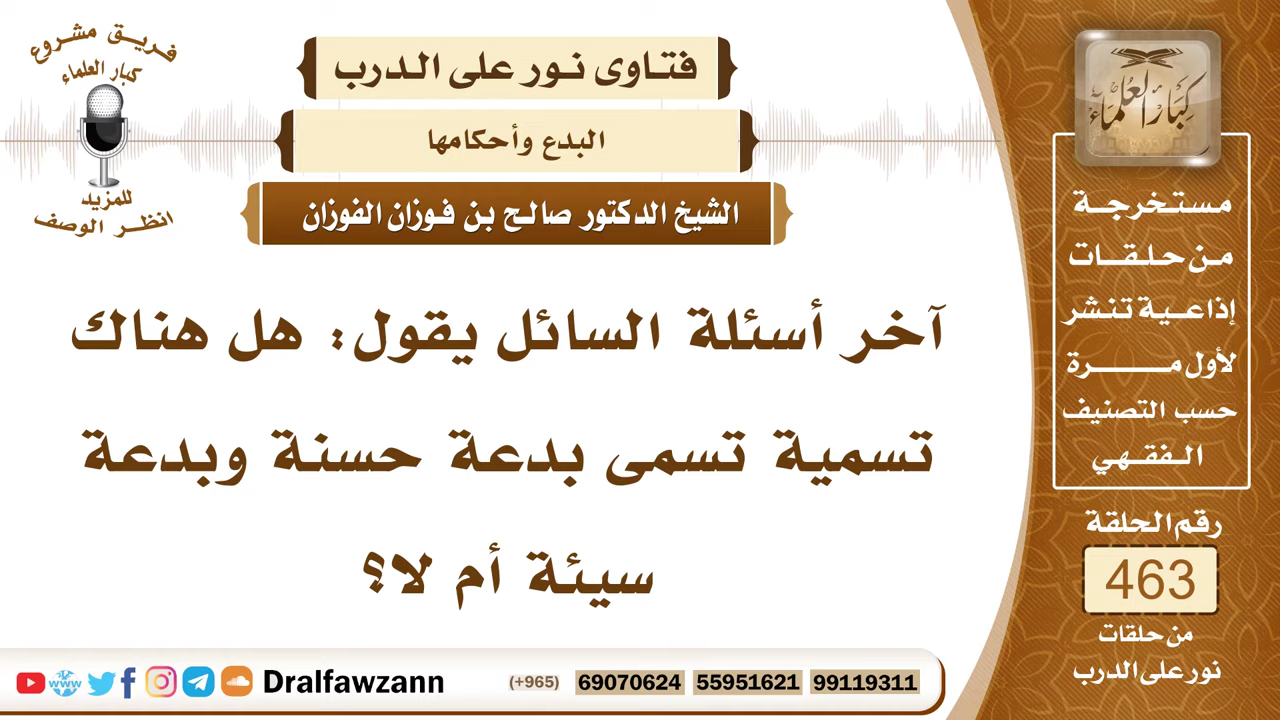 فريق مشروع
كبار العلماء
للمزيد
انظر الوصف
فتاوى نور على الدرب
البدع وأحكامها
الشيخ الدكتور صالح بن فوزان الفوزان
آخر أسئلة السائل يقول: هل هناك
تسمية تسمى بدعة حسنة وبدعة
سيئة أم لا؟
كبار العلماء
مستخرجة
من حلقات
إذاعية تنشر
لأول مرة
حسب التصنيف
الفقهي
رقم الحلقة
463
من حلقات
نور على الدرب
www Dralfawzann (+965) 69070624 55951621 99119311